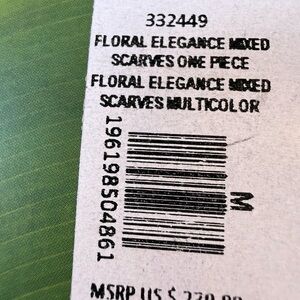 332449
FLORAL ELEGANCE MIXED
SCARVES ONE PIECE
FLORAL ELEGANCE MIXED
SCARVES MULTICOLOR
196198504861
M
MSRP US $